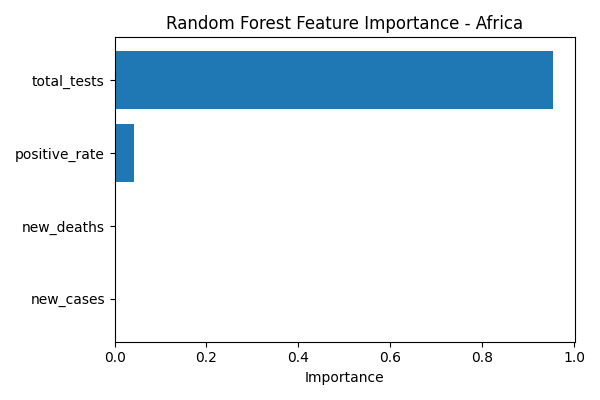 Random Forest Feature Importance - Africa
total_tests
positive_rate
new_deaths
new_cases
0.0 0.2 0.4 0.6 0.8 1.0
Importance